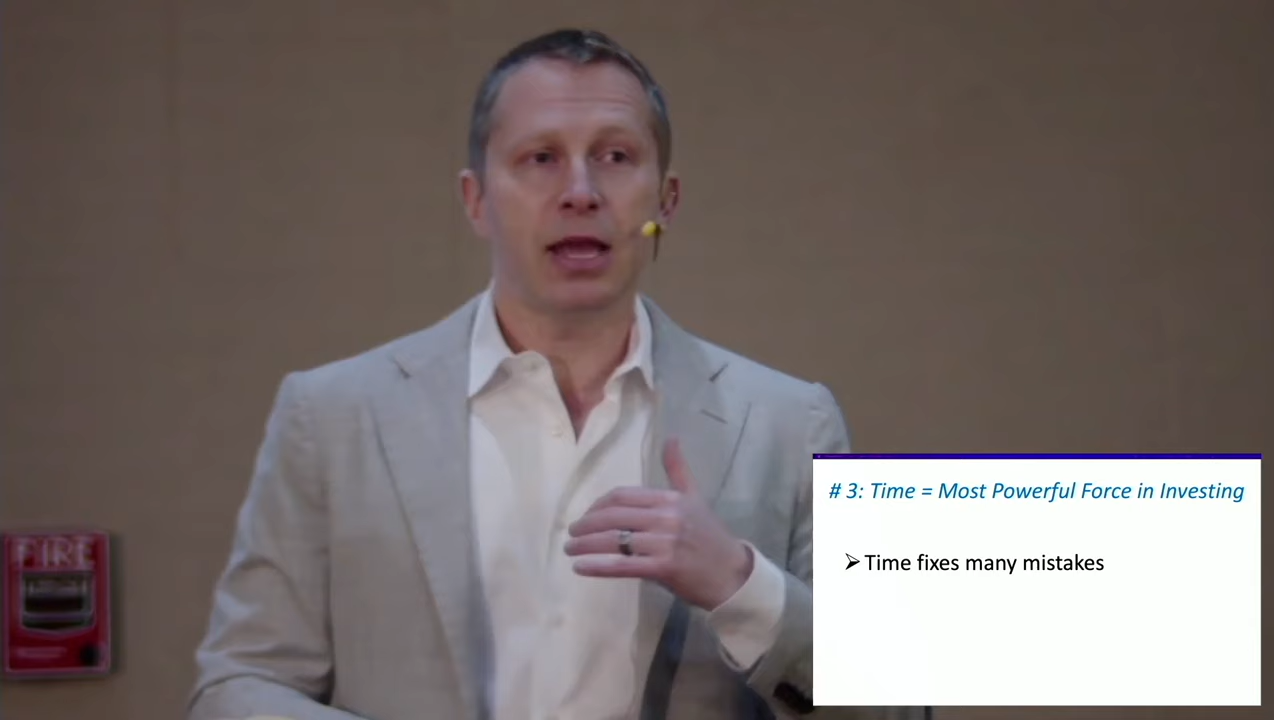 FIRE
# 3: Time = Most Powerful Force in Investing
➢ Time fixes many mistakes